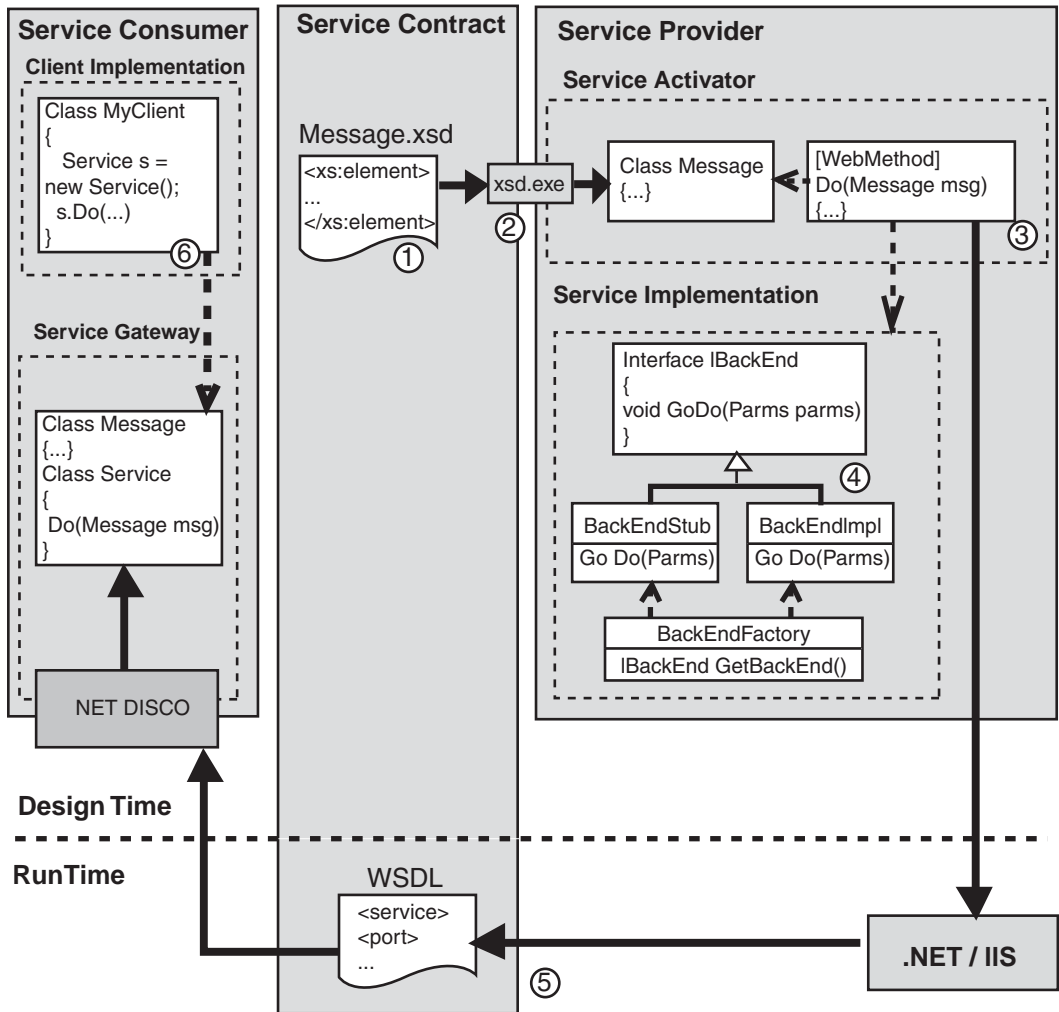 Service Consumer
Client Implementation
Class MyClient
{
Service s =
new Service();
s.Do(...)
}
⑥
Service Gateway
Class Message
{...}
Class Service
{
Do(Message msg)
}
NET DISCO
Service Contract
Message.xsd
<xs:element>
...
</xs:element>
①
xsd.exe
②
Service Provider
Service Activator
Class Message
{...}
[WebMethod]
Do(Message msg)
{...}
③
Service Implementation
Interface IBackEnd
{
void GoDo(Parms parms)
}
④
BackEndStub
Go Do(Parms)
BackEndImpl
Go Do(Parms)
BackEndFactory
IBackEnd GetBackEnd()
Design Time
RunTime
WSDL
<service>
<port>
...
⑤
.NET / IIS